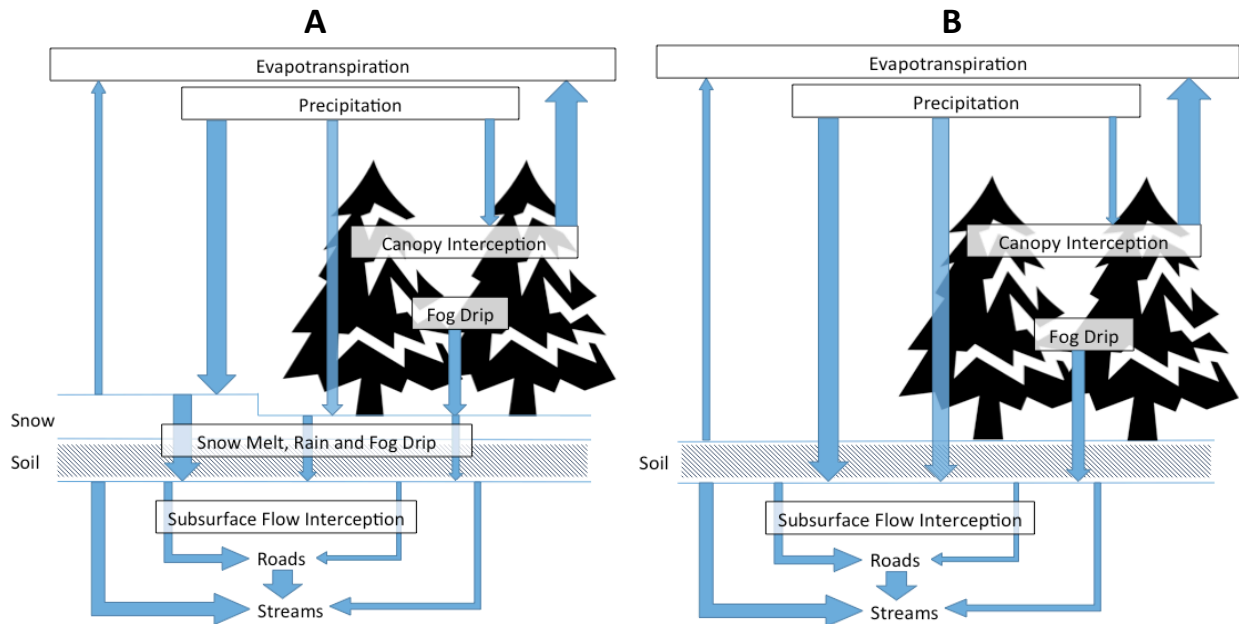 A
Evapotranspiration
Precipitation
Canopy Interception
Fog Drip
Snow
Snow Melt, Rain and Fog Drip
Soil
Subsurface Flow Interception
Roads
Streams
B
Evapotranspiration
Precipitation
Canopy Interception
Fog Drip
Soil
Subsurface Flow Interception
Roads
Streams